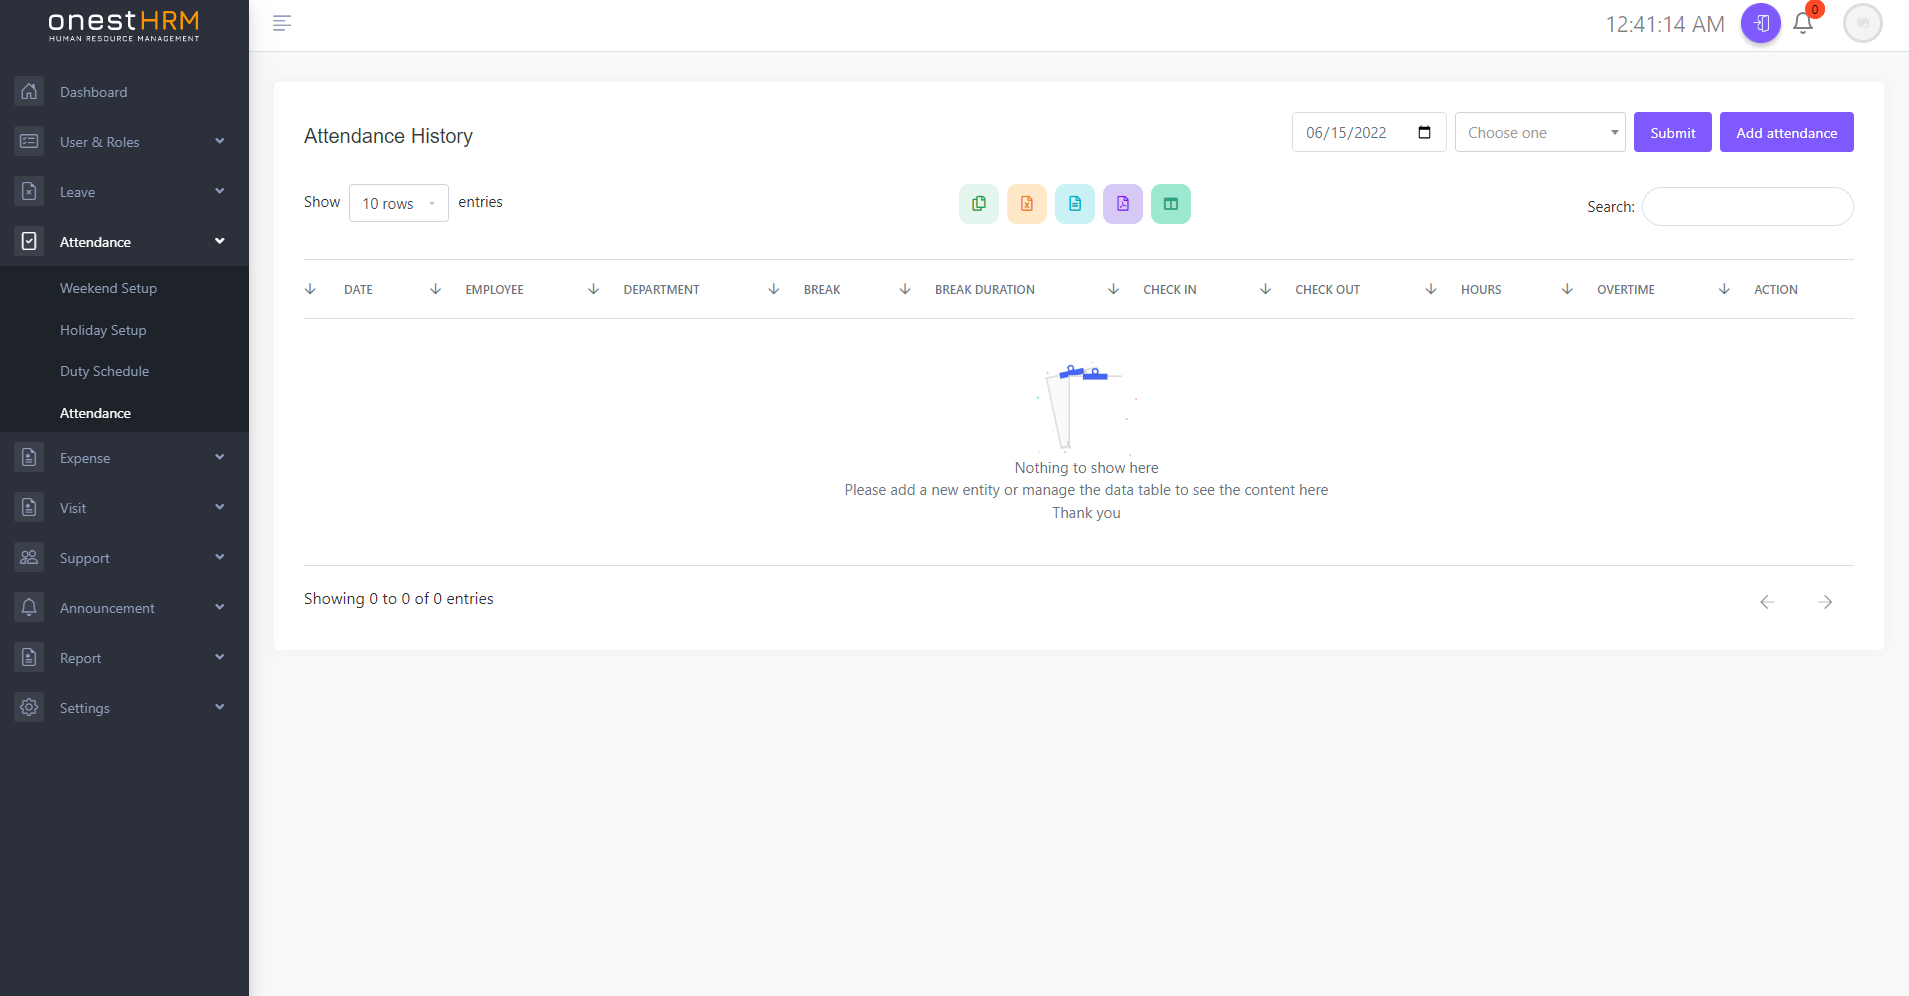 onestHRM
HUMAN RESOURCE MANAGEMENT
12:41:14 AM
0
Dashboard
User & Roles
Leave
Attendance
Weekend Setup
Holiday Setup
Duty Schedule
Attendance
Expense
Visit
Support
Announcement
Report
Settings
Attendance History
06/15/2022
Choose one
Submit
Add attendance
Show 10 rows entries
Search:
DATE EMPLOYEE DEPARTMENT BREAK BREAK DURATION CHECK IN CHECK OUT HOURS OVERTIME ACTION
Nothing to show here
Please add a new entity or manage the data table to see the content here
Thank you
Showing 0 to 0 of 0 entries